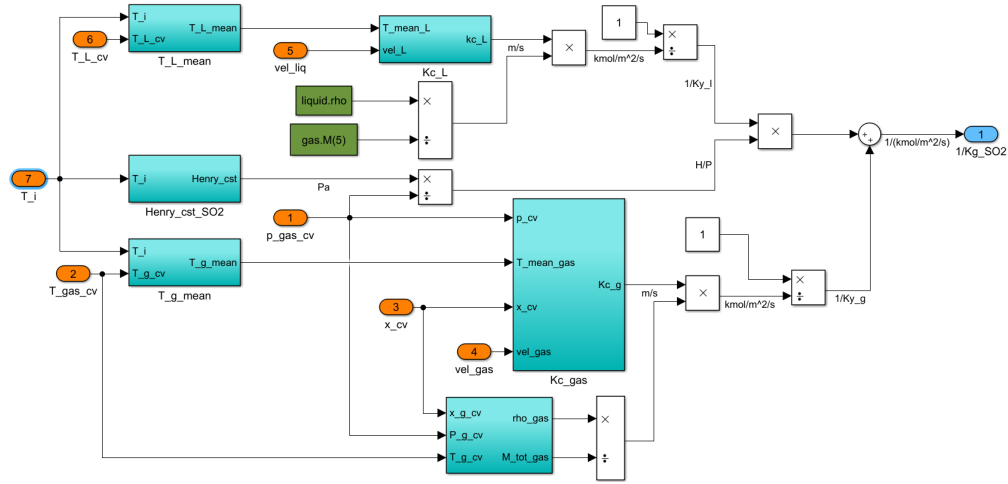 T_i
T_L_cv
T_L_mean
T_L_mean
6
T_L_cv
T_mean_L
vel_L
kc_L
Kc_L
5
vel_liq
m/s
×
kmol/m^2/s
1
×
÷
1/Ky_l
liquid.rho
gas.M(5)
×
÷
×
H/P
+
+
1/(kmol/m^2/s)
1
1/Kg_SO2
7
T_i
T_i
Henry_cst
Henry_cst_SO2
Pa
×
÷
1
p_gas_cv
T_i
T_g_cv
T_g_mean
T_g_mean
2
T_gas_cv
p_cv
T_mean_gas
x_cv
vel_gas
Kc_g
Kc_gas
3
x_cv
4
vel_gas
m/s
×
kmol/m^2/s
1
×
÷
1/Ky_g
x_g_cv
P_g_cv
T_g_cv
rho_gas
M_tot_gas
×
÷